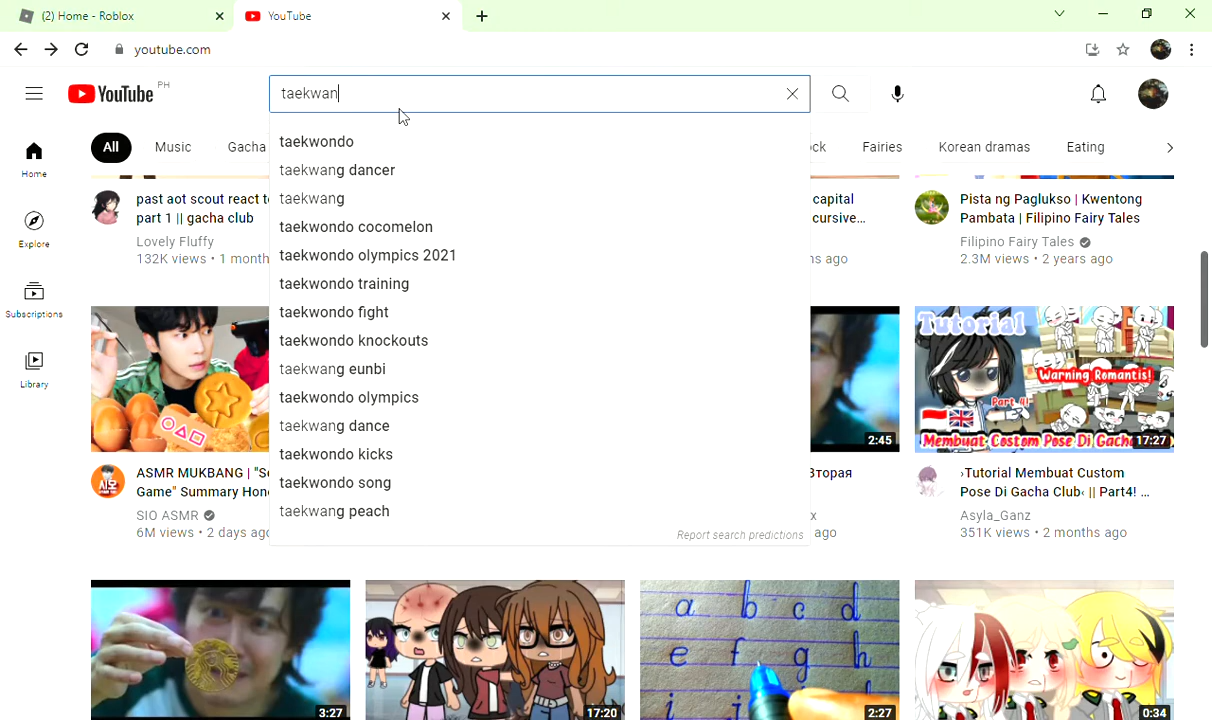 (2) Home - Roblox
YouTube
youtube.com
YouTube PH
taekwan
taekwondo
taekwang dancer
taekwang
taekwondo cocomelon
taekwondo olympics 2021
taekwondo training
taekwondo fight
taekwondo knockouts
taekwang eunbi
taekwondo olympics
taekwang dance
taekwondo kicks
taekwondo song
taekwang peach
Report search predictions
All
Music
Gacha
ock
Fairies
Korean dramas
Eating
Home
Explore
Subscriptions
Library
past aot scout react t
part 1 || gacha club
Lovely Fluffy
132K views • 1 month
capital
cursive...
hs ago
Pista ng Paglukso | Kwentong
Pambata | Filipino Fairy Tales
Filipino Fairy Tales
2.3M views • 2 years ago
ASMR MUKBANG | "S
Game" Summary Hon
SIO ASMR
6M views • 2 days ag
2:45
Вторая
x
ago
Tutorial
Warning Romantis!
Part 4!
Membuat Costom Pose Di Gacha
17:27
›Tutorial Membuat Custom
Pose Di Gacha Club‹ || Part4! ...
Asyla_Ganz
351K views • 2 months ago
3:27
17:20
a b c d
e f g h
i j
2:27
0:34